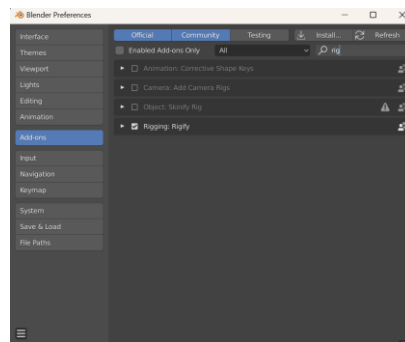 Blender Preferences
Interface
Themes
Viewport
Lights
Editing
Animation
Add-ons
Input
Navigation
Keymap
System
Save & Load
File Paths
Official Community Testing Install... Refresh
Enabled Add-ons Only All rig
Animation: Corrective Shape Keys
Camera: Add Camera Rigs
Object: Skinify Rig
Rigging: Rigify